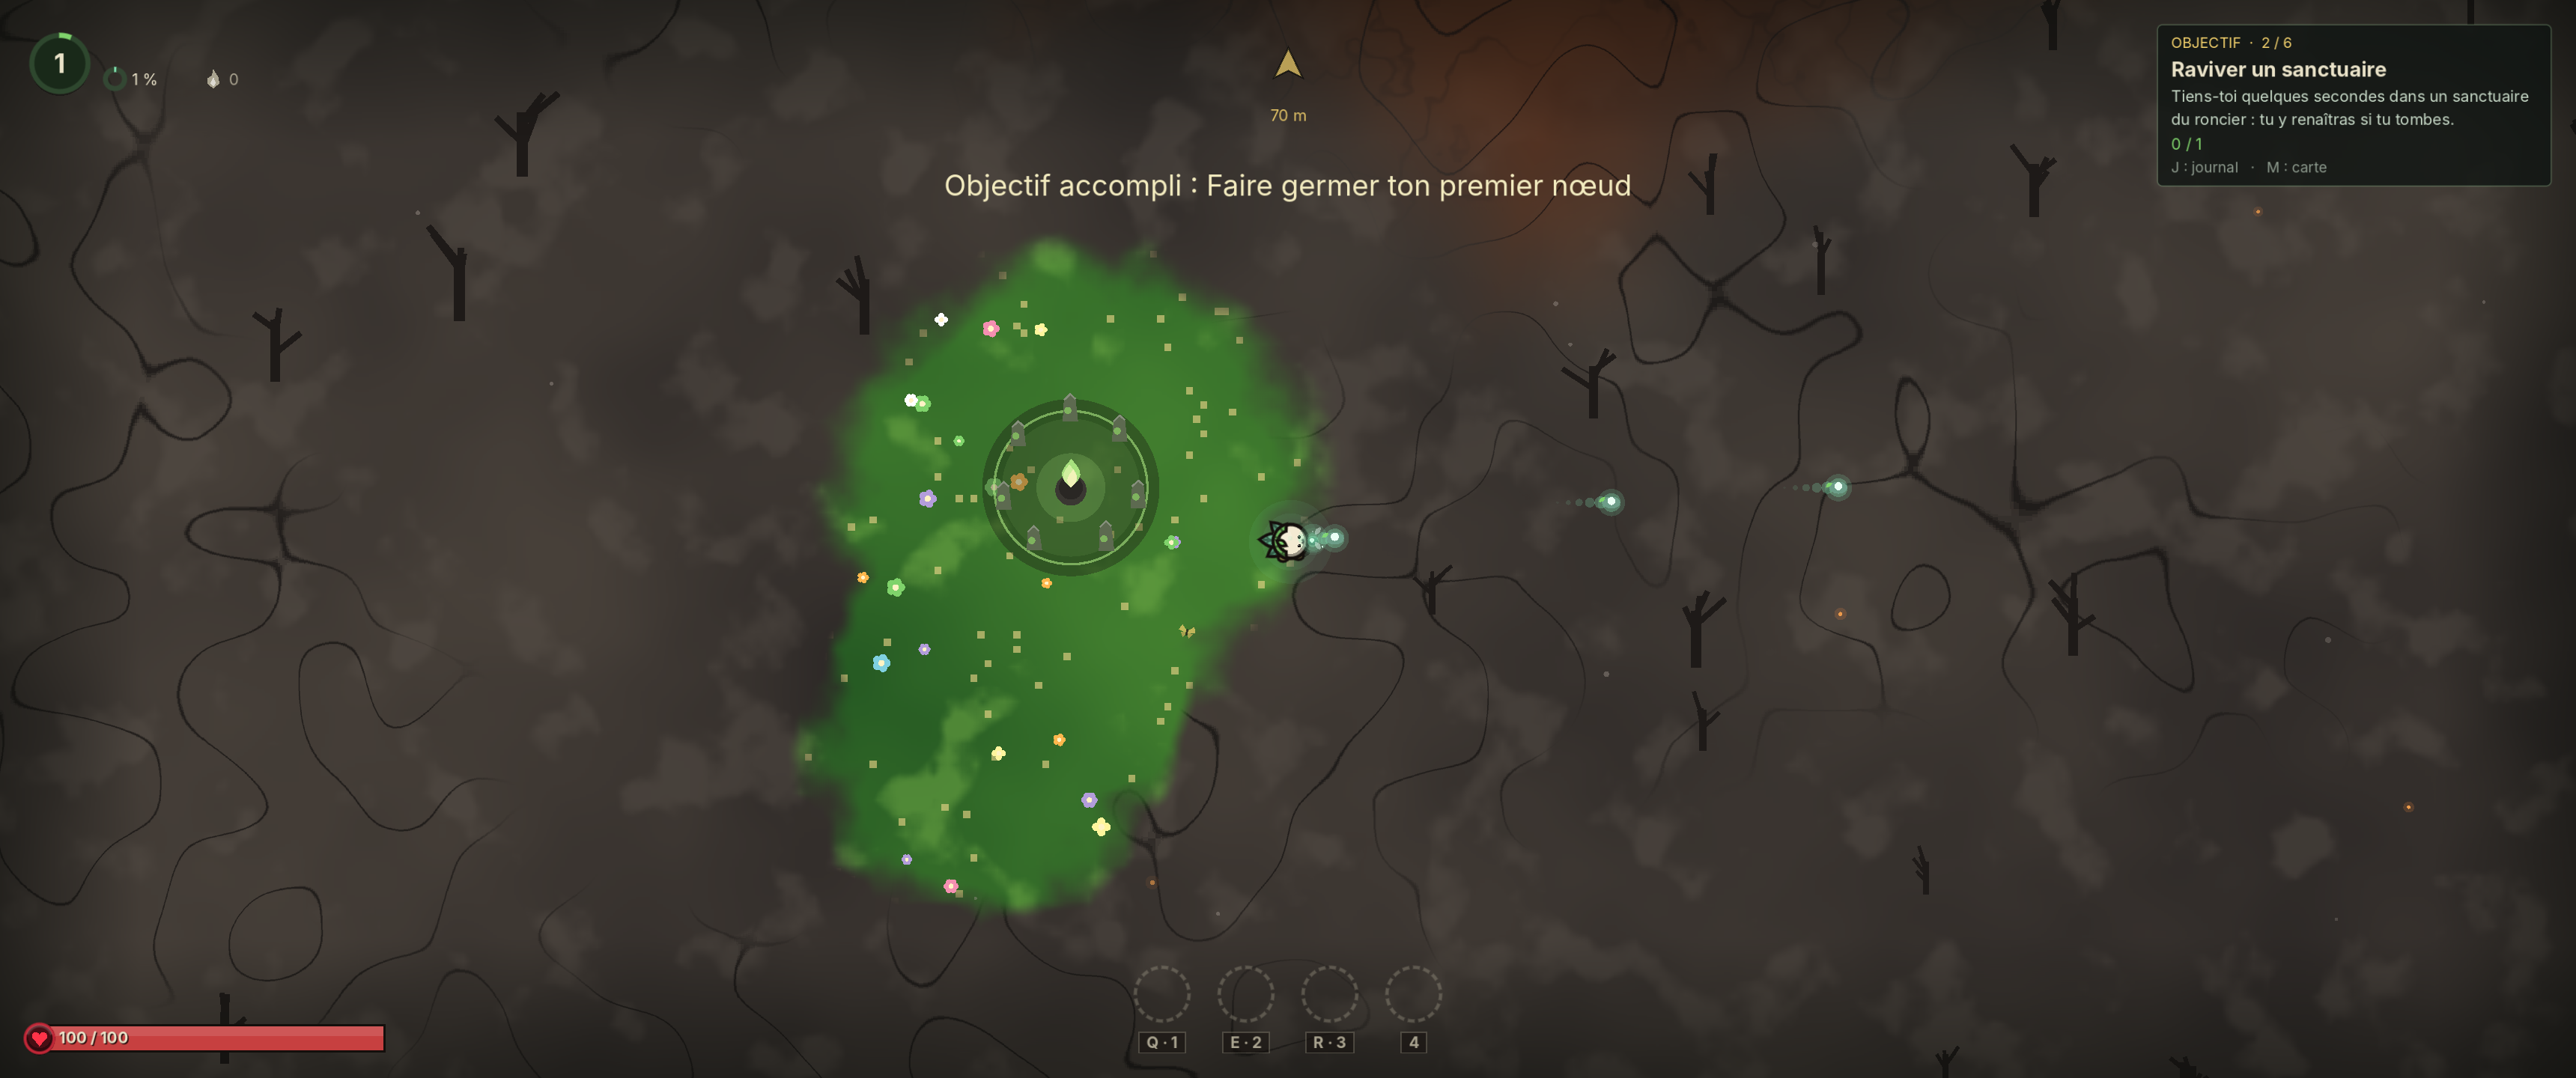 1
1 %
0
70 m
Objectif accompli : Faire germer ton premier nœud
OBJECTIF · 2 / 6
Raviver un sanctuaire
Tiens-toi quelques secondes dans un sanctuaire
du roncier : tu y renaîtras si tu tombes.
0 / 1
J : journal · M : carte
100 / 100
Q · 1
E · 2
R · 3
4